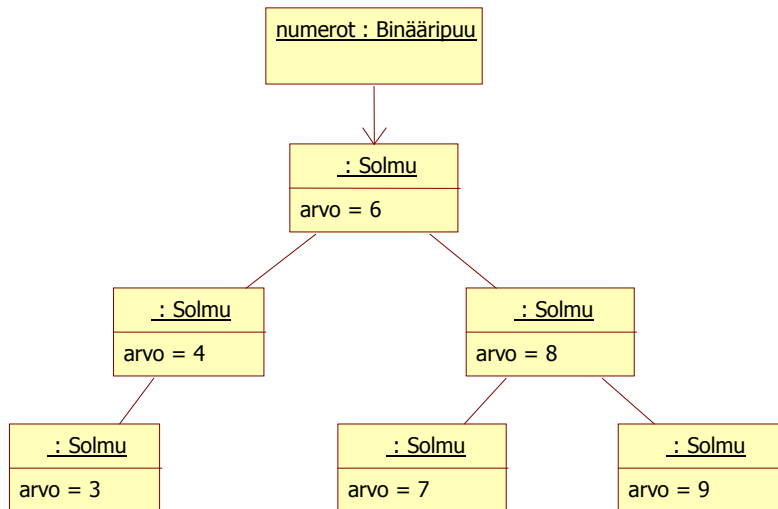 numerot : Binääripuu
: Solmu
arvo = 6
: Solmu
arvo = 4
: Solmu
arvo = 8
: Solmu
arvo = 3
: Solmu
arvo = 7
: Solmu
arvo = 9